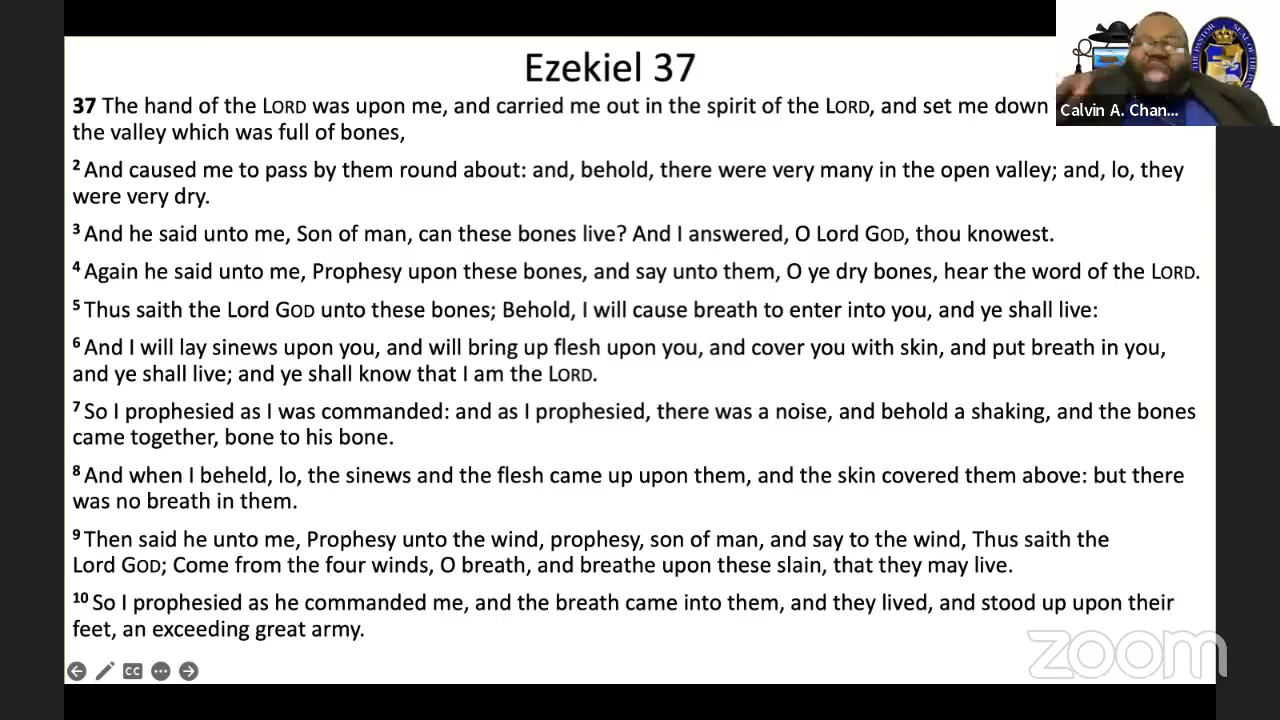 Ezekiel 37
37 The hand of the LORD was upon me, and carried me out in the spirit of the LORD, and set me down
the valley which was full of bones,
2 And caused me to pass by them round about: and, behold, there were very many in the open valley; and, lo, they
were very dry.
3 And he said unto me, Son of man, can these bones live? And I answered, O Lord GOD, thou knowest.
4 Again he said unto me, Prophesy upon these bones, and say unto them, O ye dry bones, hear the word of the LORD.
5 Thus saith the Lord GOD unto these bones; Behold, I will cause breath to enter into you, and ye shall live:
6 And I will lay sinews upon you, and will bring up flesh upon you, and cover you with skin, and put breath in you,
and ye shall live; and ye shall know that I am the LORD.
7 So I prophesied as I was commanded: and as I prophesied, there was a noise, and behold a shaking, and the bones
came together, bone to his bone.
8 And when I beheld, lo, the sinews and the flesh came up upon them, and the skin covered them above: but there
was no breath in them.
9 Then said he unto me, Prophesy unto the wind, prophesy, son of man, and say to the wind, Thus saith the
Lord GOD; Come from the four winds, O breath, and breathe upon these slain, that they may live.
10 So I prophesied as he commanded me, and the breath came into them, and they lived, and stood up upon their
feet, an exceeding great army.
Calvin A. Chan...
CC
zoom